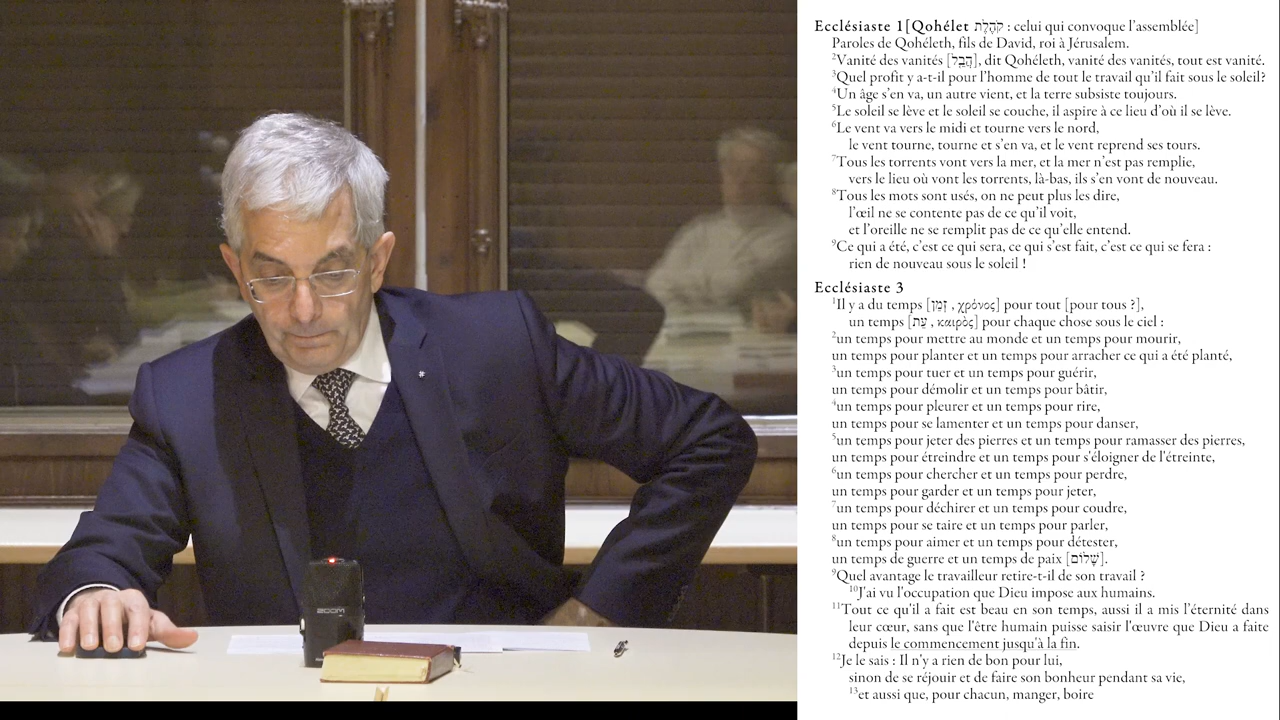 Ecclésiaste 1[Qohélet קֹהֶלֶת : celui qui convoque l'assemblée]
Paroles de Qohéleth, fils de David, roi à Jérusalem.
²Vanité des vanités [הֲבֵל], dit Qohéleth, vanité des vanités, tout est vanité.
³Quel profit y a-t-il pour l'homme de tout le travail qu'il fait sous le soleil?
⁴Un âge s'en va, un autre vient, et la terre subsiste toujours.
⁵Le soleil se lève et le soleil se couche, il aspire à ce lieu d'où il se lève.
⁶Le vent va vers le midi et tourne vers le nord,
le vent tourne, tourne et s'en va, et le vent reprend ses tours.
⁷Tous les torrents vont vers la mer, et la mer n'est pas remplie,
vers le lieu où vont les torrents, là-bas, ils s'en vont de nouveau.
⁸Tous les mots sont usés, on ne peut plus les dire,
l'œil ne se contente pas de ce qu'il voit,
et l'oreille ne se remplit pas de ce qu'elle entend.
⁹Ce qui a été, c'est ce qui sera, ce qui s'est fait, c'est ce qui se fera :
rien de nouveau sous le soleil !
Ecclésiaste 3
¹Il y a du temps [זְמָן , χρόνος] pour tout [pour tous ?],
un temps [עֵת , καιρὸς] pour chaque chose sous le ciel :
²un temps pour mettre au monde et un temps pour mourir,
un temps pour planter et un temps pour arracher ce qui a été planté,
³un temps pour tuer et un temps pour guérir,
un temps pour démolir et un temps pour bâtir,
⁴un temps pour pleurer et un temps pour rire,
un temps pour se lamenter et un temps pour danser,
⁵un temps pour jeter des pierres et un temps pour ramasser des pierres,
un temps pour étreindre et un temps pour s'éloigner de l'étreinte,
⁶un temps pour chercher et un temps pour perdre,
un temps pour garder et un temps pour jeter,
⁷un temps pour déchirer et un temps pour coudre,
un temps pour se taire et un temps pour parler,
⁸un temps pour aimer et un temps pour détester,
un temps de guerre et un temps de paix [שָׁלוֹם].
⁹Quel avantage le travailleur retire-t-il de son travail ?
¹⁰J'ai vu l'occupation que Dieu impose aux humains.
¹¹Tout ce qu'il a fait est beau en son temps, aussi il a mis l'éternité dans
leur cœur, sans que l'être humain puisse saisir l'œuvre que Dieu a faite
depuis le commencement jusqu'à la fin.
¹²Je le sais : Il n'y a rien de bon pour lui,
sinon de se réjouir et de faire son bonheur pendant sa vie,
¹³et aussi que, pour chacun, manger, boire
zoom